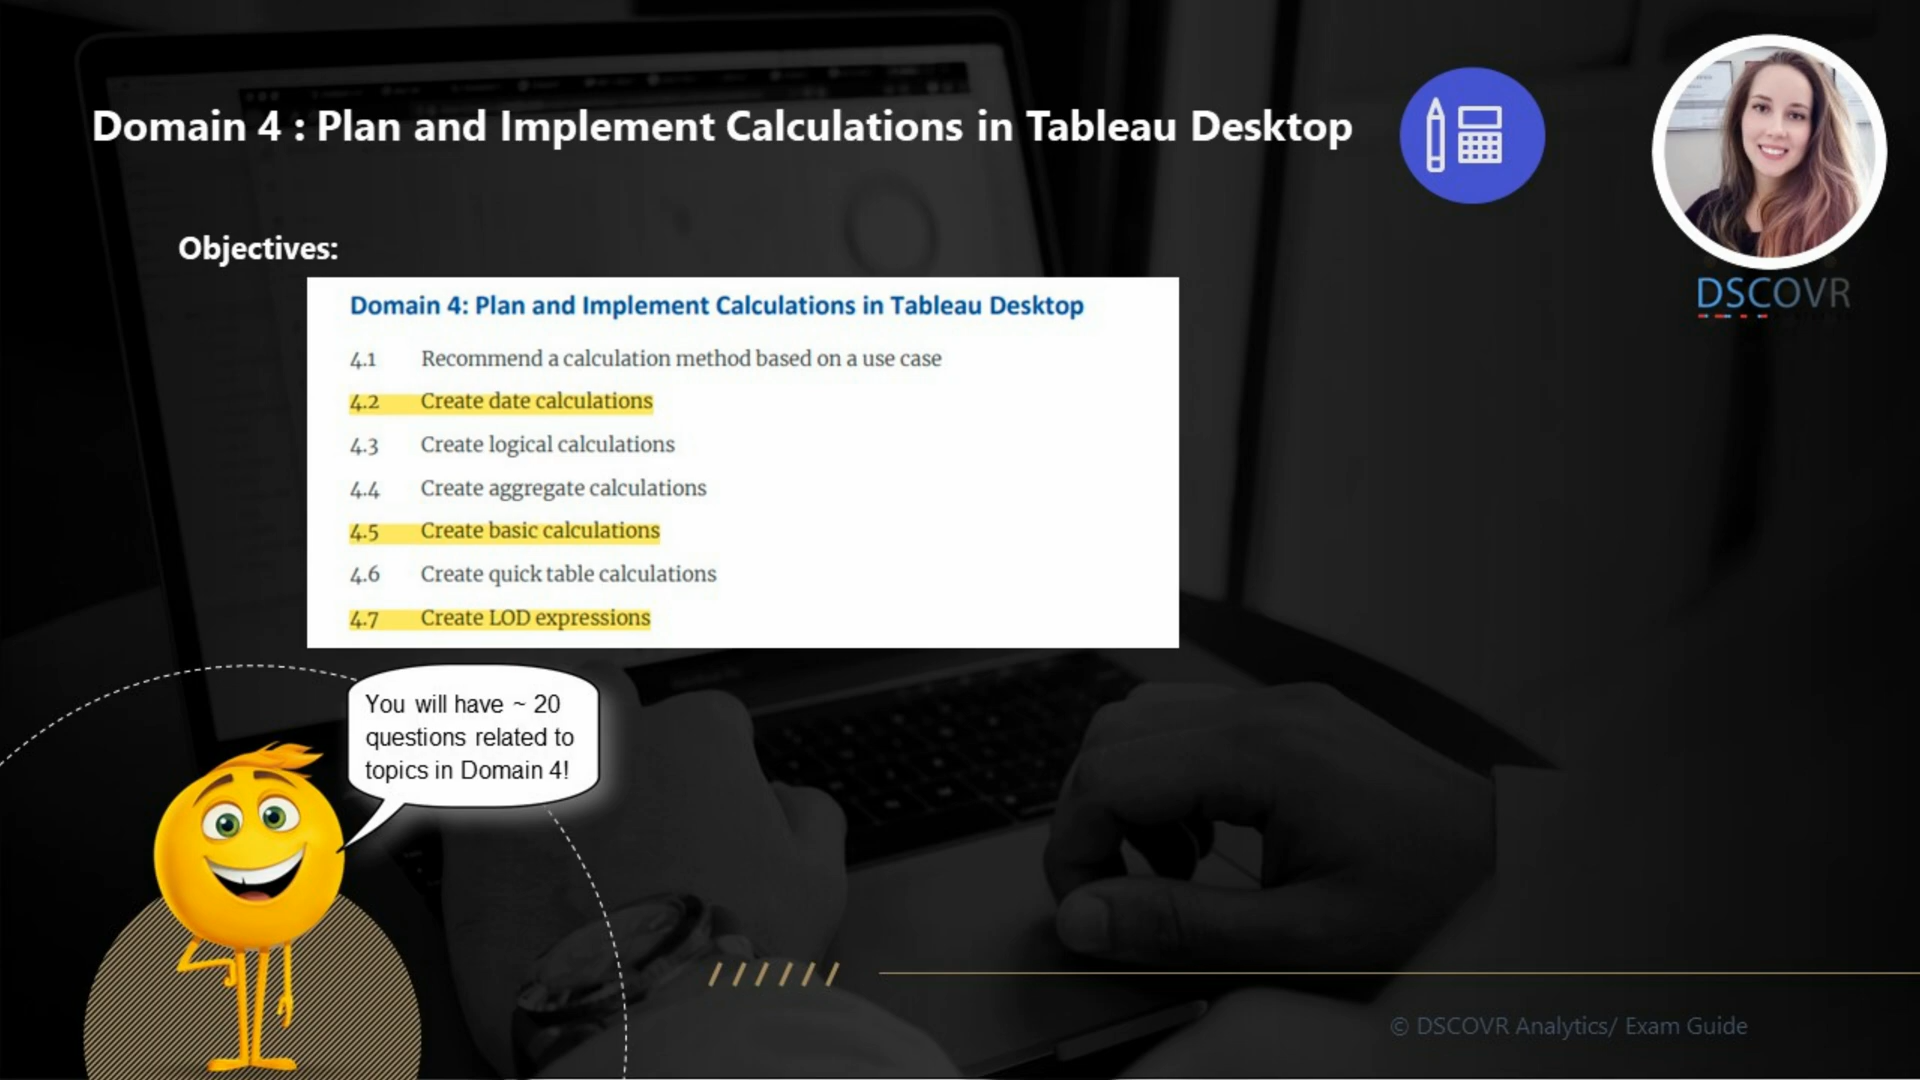 Domain 4 : Plan and Implement Calculations in Tableau Desktop
DSCOVR
Objectives:
Domain 4: Plan and Implement Calculations in Tableau Desktop
4.1 Recommend a calculation method based on a use case
4.2 Create date calculations
4.3 Create logical calculations
4.4 Create aggregate calculations
4.5 Create basic calculations
4.6 Create quick table calculations
4.7 Create LOD expressions
You will have ~ 20
questions related to
topics in Domain 4!
© DSCOVR Analytics/ Exam Guide